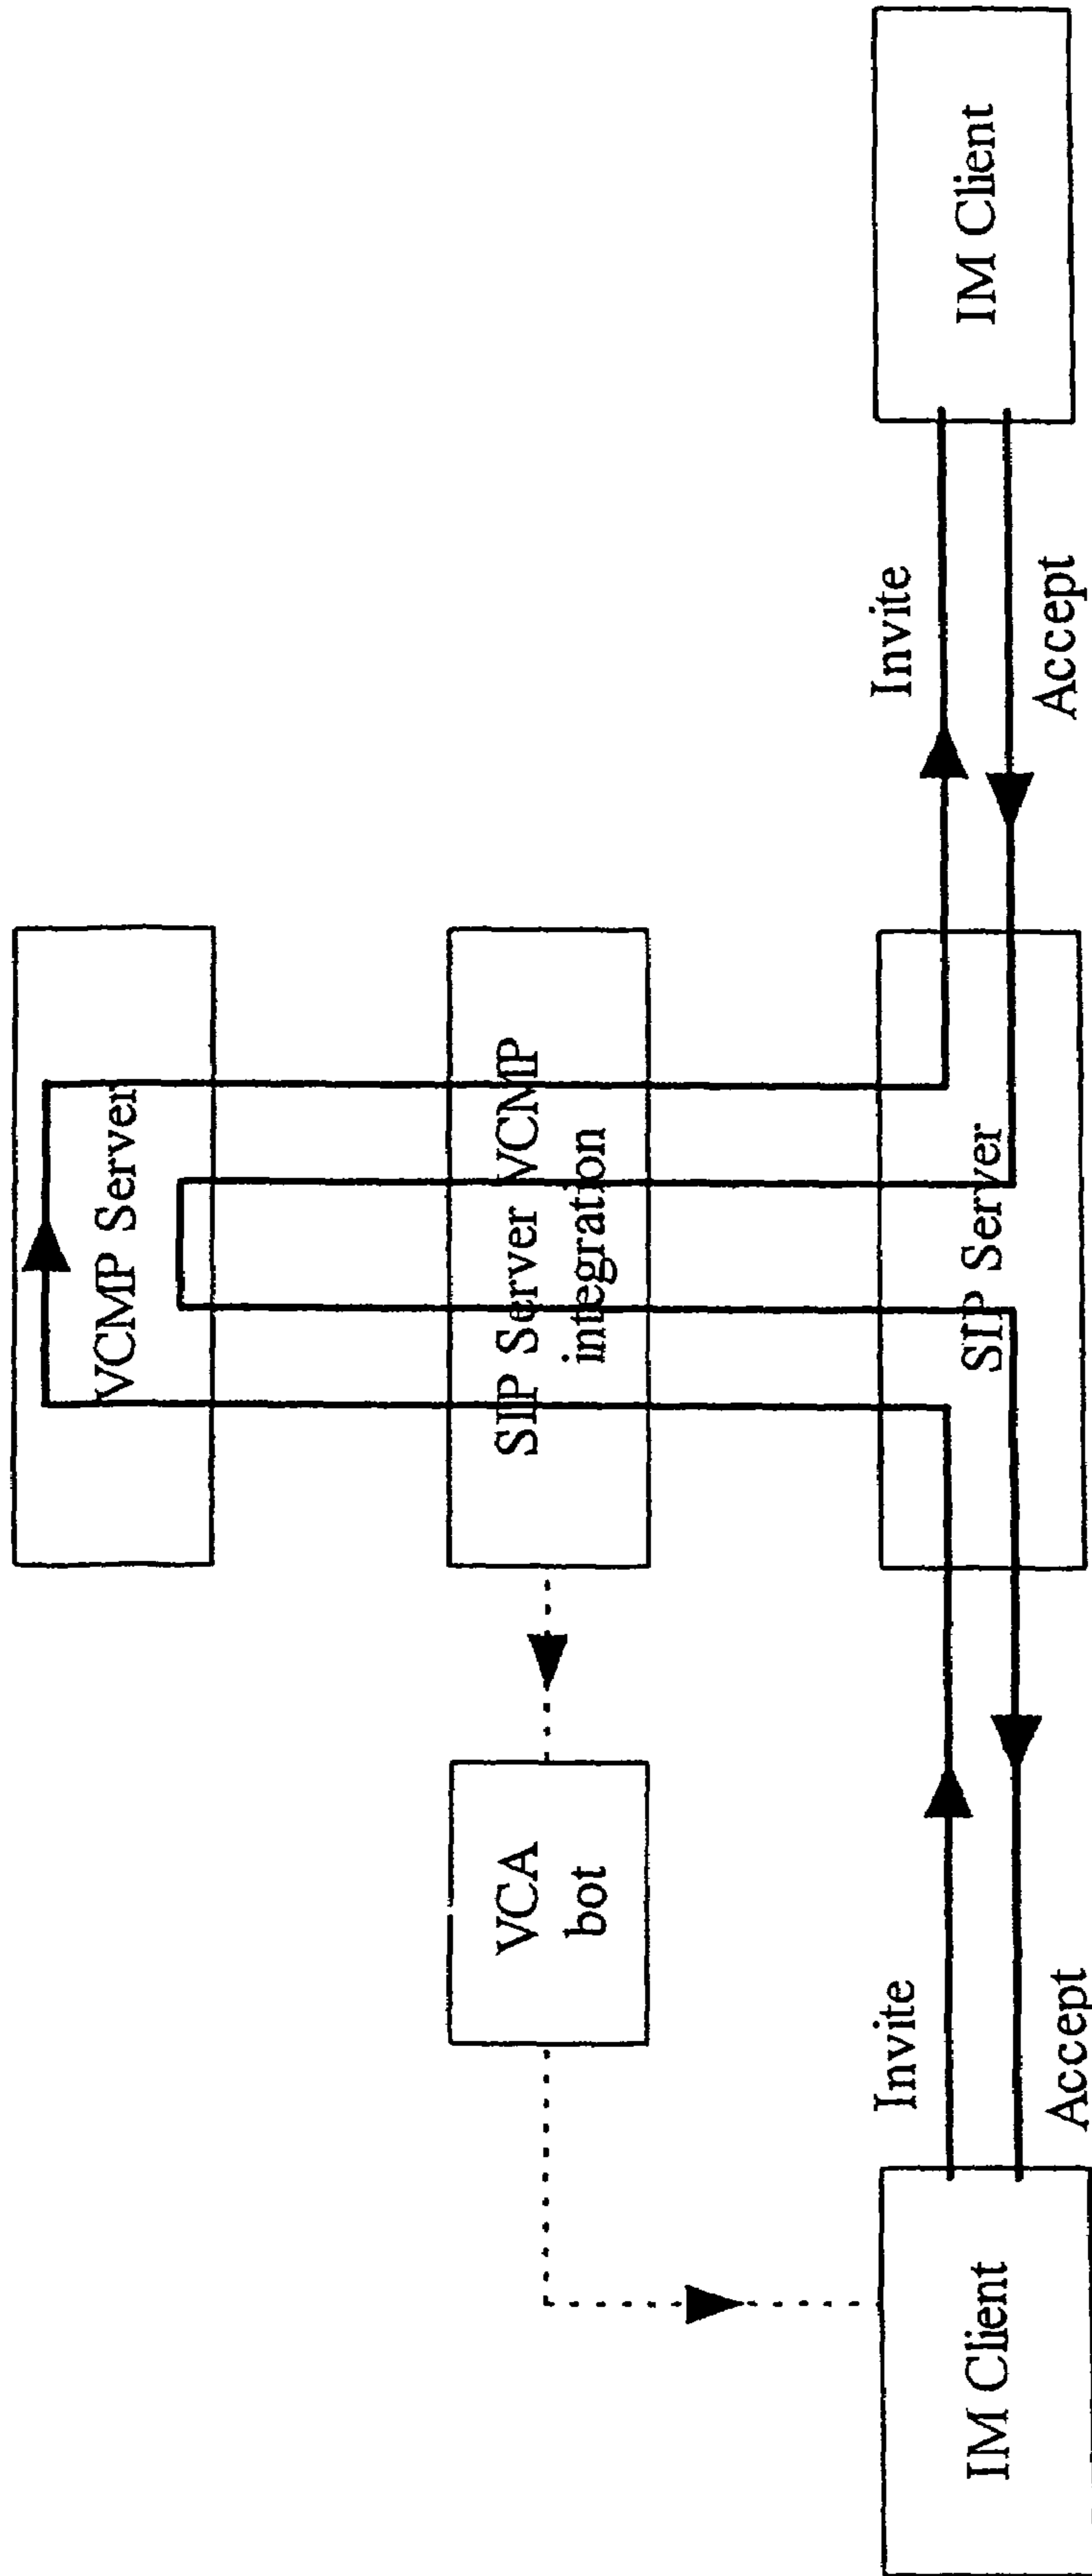 VCMP Server
SIP Server VCMP
integration
VCA
bot
SIP Server
Invite
Accept
Invite
Accept
IM Client
IM Client